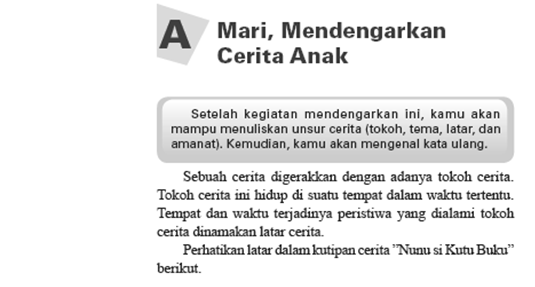 A
Mari, Mendengarkan
Cerita Anak
Setelah kegiatan mendengarkan ini, kamu akan
mampu menuliskan unsur cerita (tokoh, tema, latar, dan
amanat). Kemudian, kamu akan mengenal kata ulang.
Sebuah cerita digerakkan dengan adanya tokoh cerita.
Tokoh cerita ini hidup di suatu tempat dalam waktu tertentu.
Tempat dan waktu terjadinya peristiwa yang dialami tokoh
cerita dinamakan latar cerita.
Perhatikan latar dalam kutipan cerita ”Nunu si Kutu Buku”
berikut.